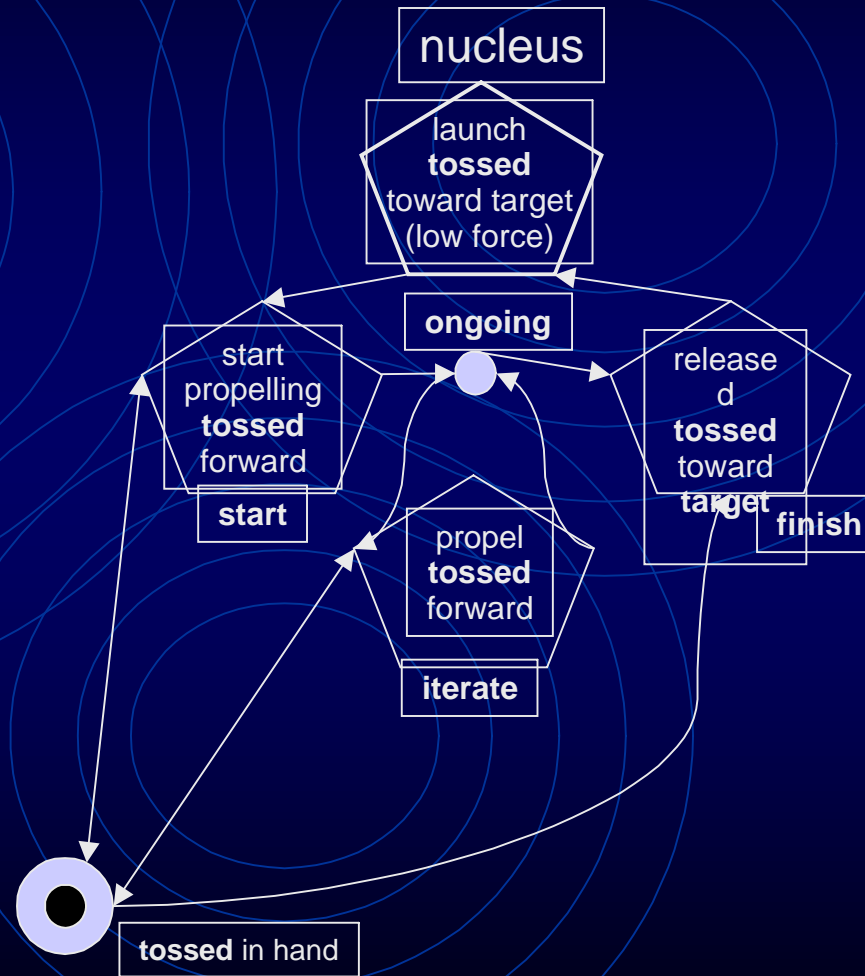 nucleus
launch
tossed
toward target
(low force)
ongoing
start
propelling
tossed
forward
start
release
d
tossed
toward
target
finish
propel
tossed
forward
iterate
tossed in hand